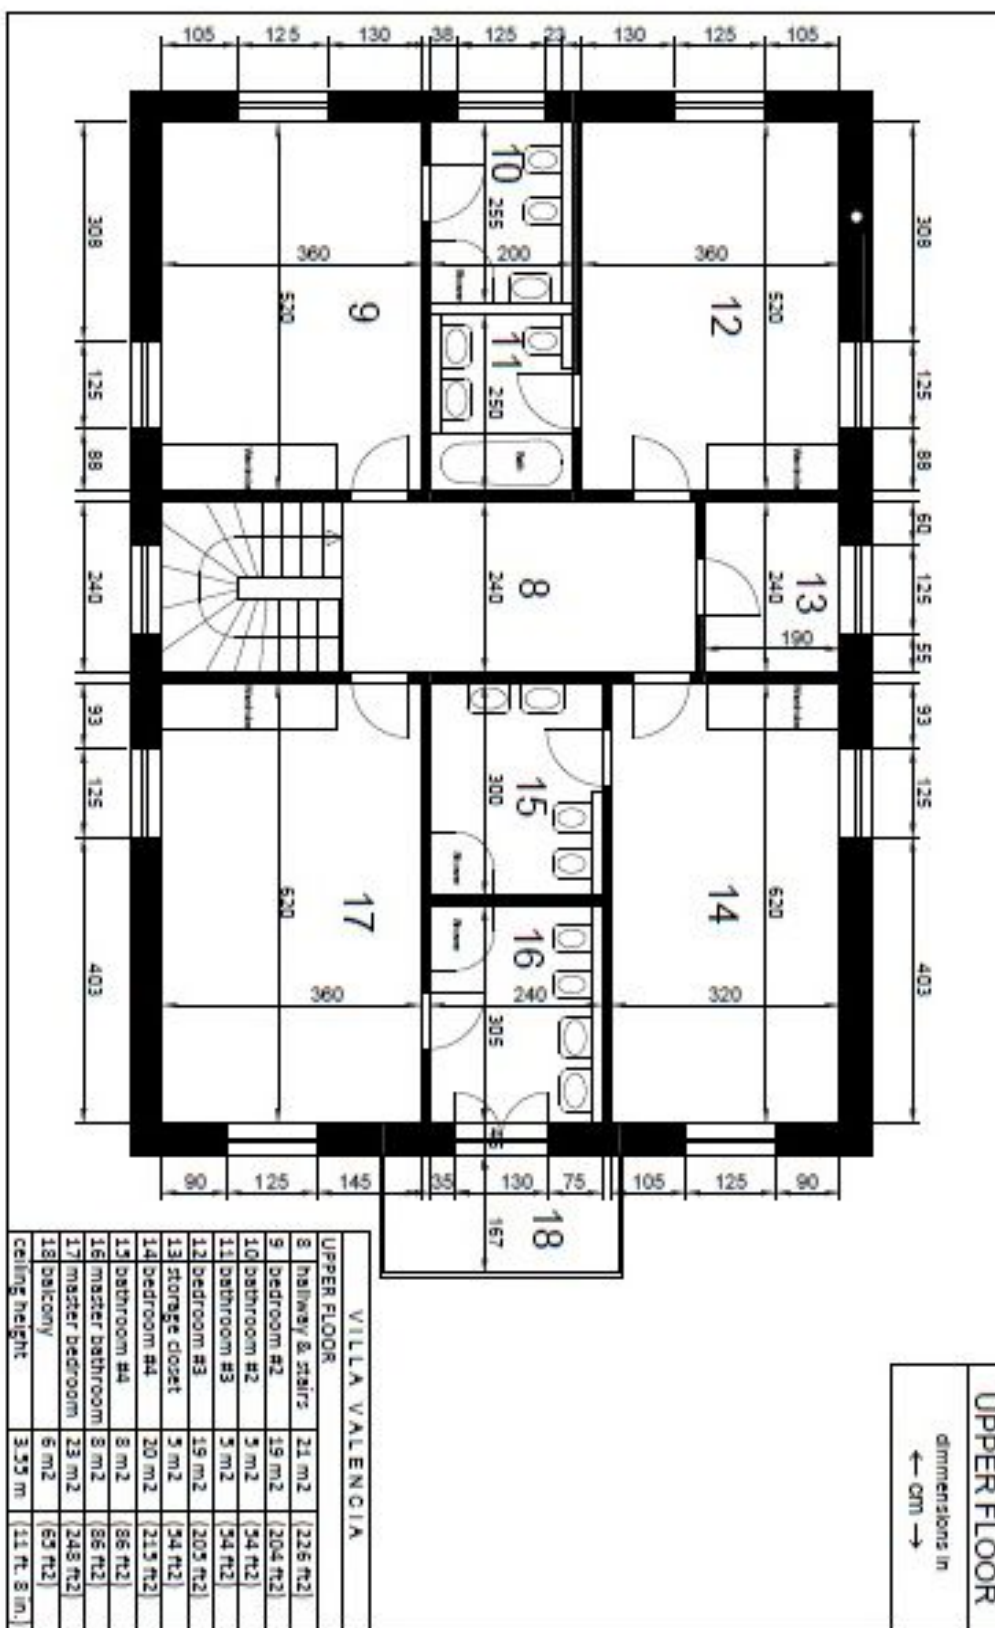 UPPER FLOOR
dimmensions in
← cm →
105 125 130 38 125 23 130 125 105
308 125 88 240 93 125 403
308 125 88 60 125 55 93 125 403
90 125 145 35 130 75 105 125 90
9
360
520
10
255
200
11
250
Bath
12
360
520
8
240
13
240
190
14
620
320
15
300
16
240
305
17
620
360
18
167
VILLA VALENCIA
UPPER FLOOR
8 hallway & stairs 21 m2 (226 ft2)
9 bedroom #2 19 m2 (204 ft2)
10 bathroom #2 5 m2 (54 ft2)
11 bathroom #3 5 m2 (54 ft2)
12 bedroom #3 19 m2 (205 ft2)
13 storage closet 5 m2 (54 ft2)
14 bedroom #4 20 m2 (215 ft2)
15 bathroom #4 8 m2 (86 ft2)
16 master bathroom 8 m2 (86 ft2)
17 master bedroom 23 m2 (248 ft2)
18 balcony 6 m2 (65 ft2)
ceiling height 3.55 m (11 ft. 8 in.)